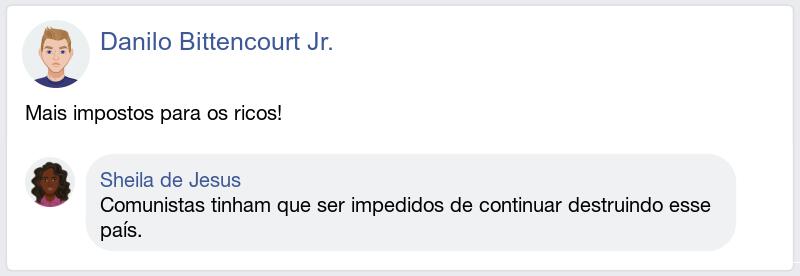 Danilo Bittencourt Jr.
Mais impostos para os ricos!
Sheila de Jesus
Comunistas tinham que ser impedidos de continuar destruindo esse
país.